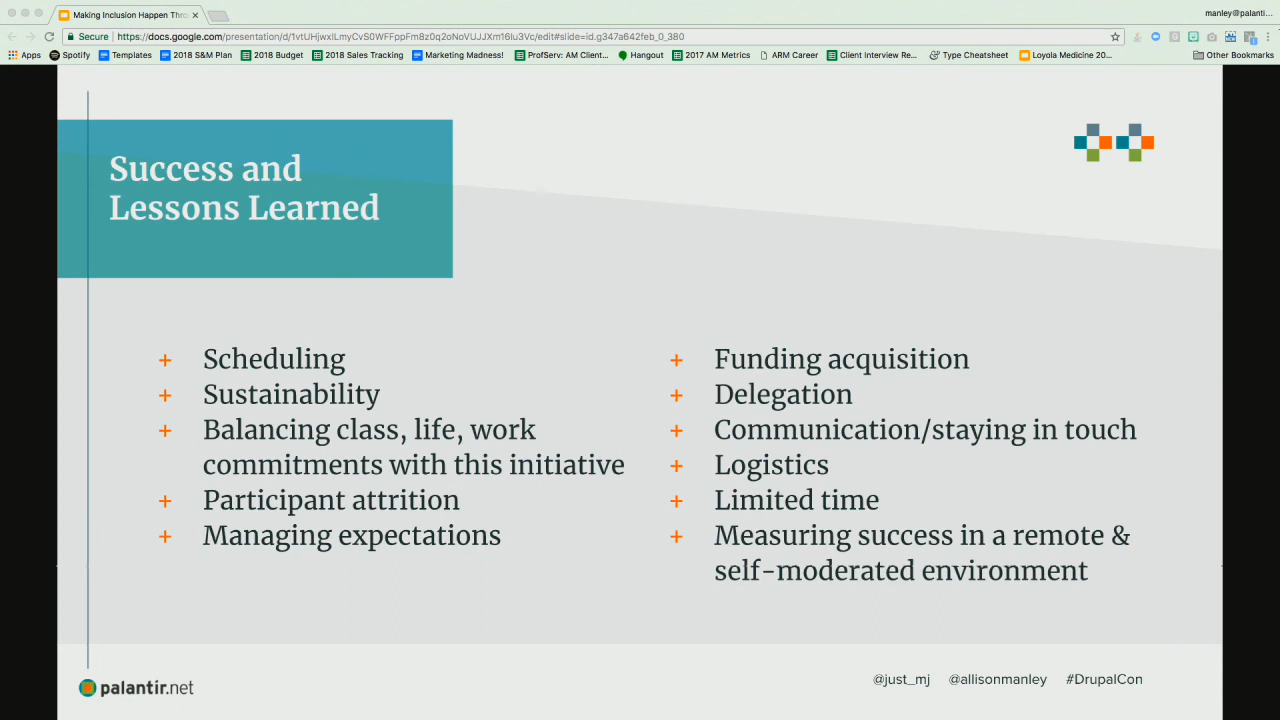 Making Inclusion Happen Thro
manley@palanti...
Secure
https://docs.google.com/presentation/d/1vtUHjwxlLmyCvS0WFFppFm8z0q2oNoVUJJXm16lu3Vc/edit#slide=id.g347a642feb_0_380
Apps
Spotify
Templates
2018 S&M Plan
2018 Budget
2018 Sales Tracking
Marketing Madness!
ProfServ: AM Client...
Hangout
2017 AM Metrics
ARM Career
Client Interview Re...
Type Cheatsheet
Loyola Medicine 20...
Other Bookmarks
Success and
Lessons Learned
+ Scheduling
+ Sustainability
+ Balancing class, life, work
commitments with this initiative
+ Participant attrition
+ Managing expectations
+ Funding acquisition
+ Delegation
+ Communication/staying in touch
+ Logistics
+ Limited time
+ Measuring success in a remote &
self-moderated environment
palantir.net
@just_mj @allisonmanley #DrupalCon